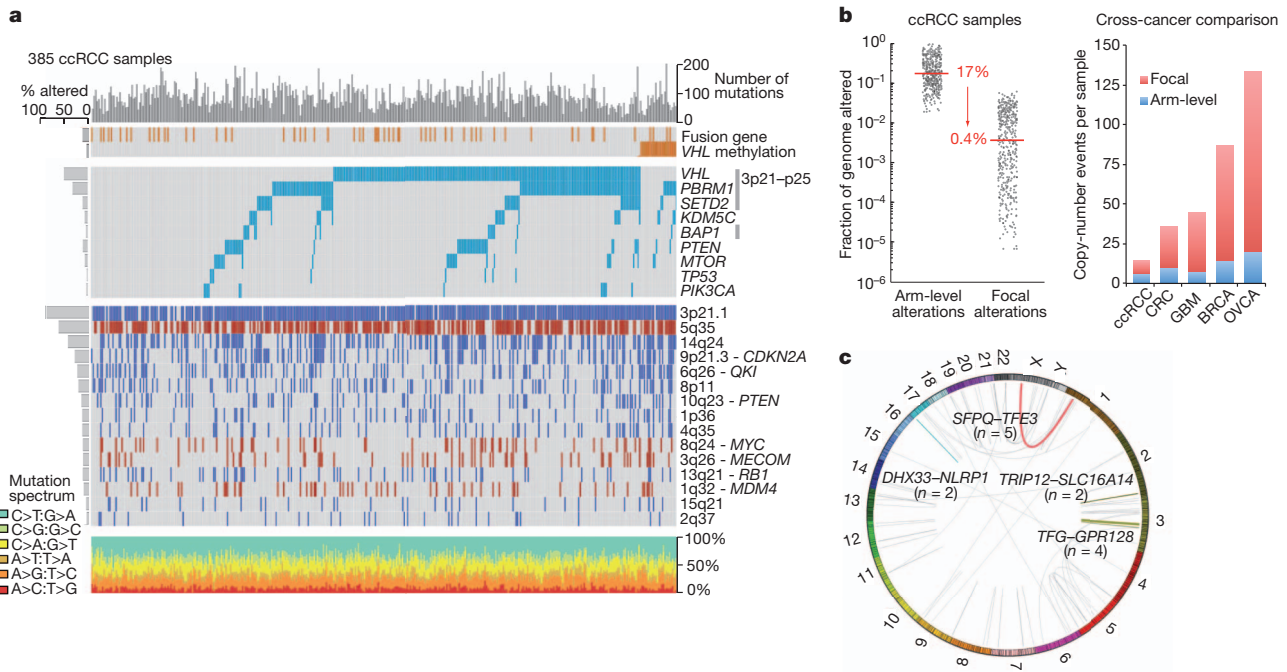 a
385 ccRCC samples
% altered
100 50 0
200
100
0
Number of
mutations
Fusion gene
VHL methylation
VHL
PBRM1
SETD2
KDM5C
BAP1
PTEN
MTOR
TP53
PIK3CA
3p21–p25
3p21.1
5q35
14q24
9p21.3 - CDKN2A
6q26 - QKI
8p11
10q23 - PTEN
1p36
4q35
8q24 - MYC
3q26 - MECOM
13q21 - RB1
1q32 - MDM4
15q21
2q37
Mutation
spectrum
C>T:G>A
C>G:G>C
C>A:G>T
A>T:T>A
A>G:T>C
A>C:T>G
100%
50%
0%
b
ccRCC samples
Fraction of genome altered
10⁰
10⁻¹
10⁻²
10⁻³
10⁻⁴
10⁻⁵
10⁻⁶
17%
0.4%
Arm-level
alterations
Focal
alterations
Cross-cancer comparison
Copy-number events per sample
150
125
100
75
50
25
0
Focal
Arm-level
ccRCC
CRC
GBM
BRCA
OVCA
c
1
2
3
4
5
6
7
8
9
10
11
12
13
14
15
16
17
18
19
20
21
22
X
Y
SFPQ–TFE3
(n = 5)
DHX33–NLRP1
(n = 2)
TRIP12–SLC16A14
(n = 2)
TFG–GPR128
(n = 4)